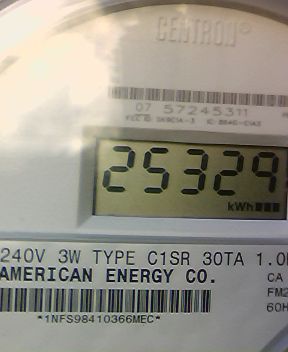 CENTRON®
07 57245311
25329
kWh
240V 3W TYPE C1SR 30TA 1.0
AMERICAN ENERGY CO.
CA
FM2
60H
*1NFS98410366MEC*